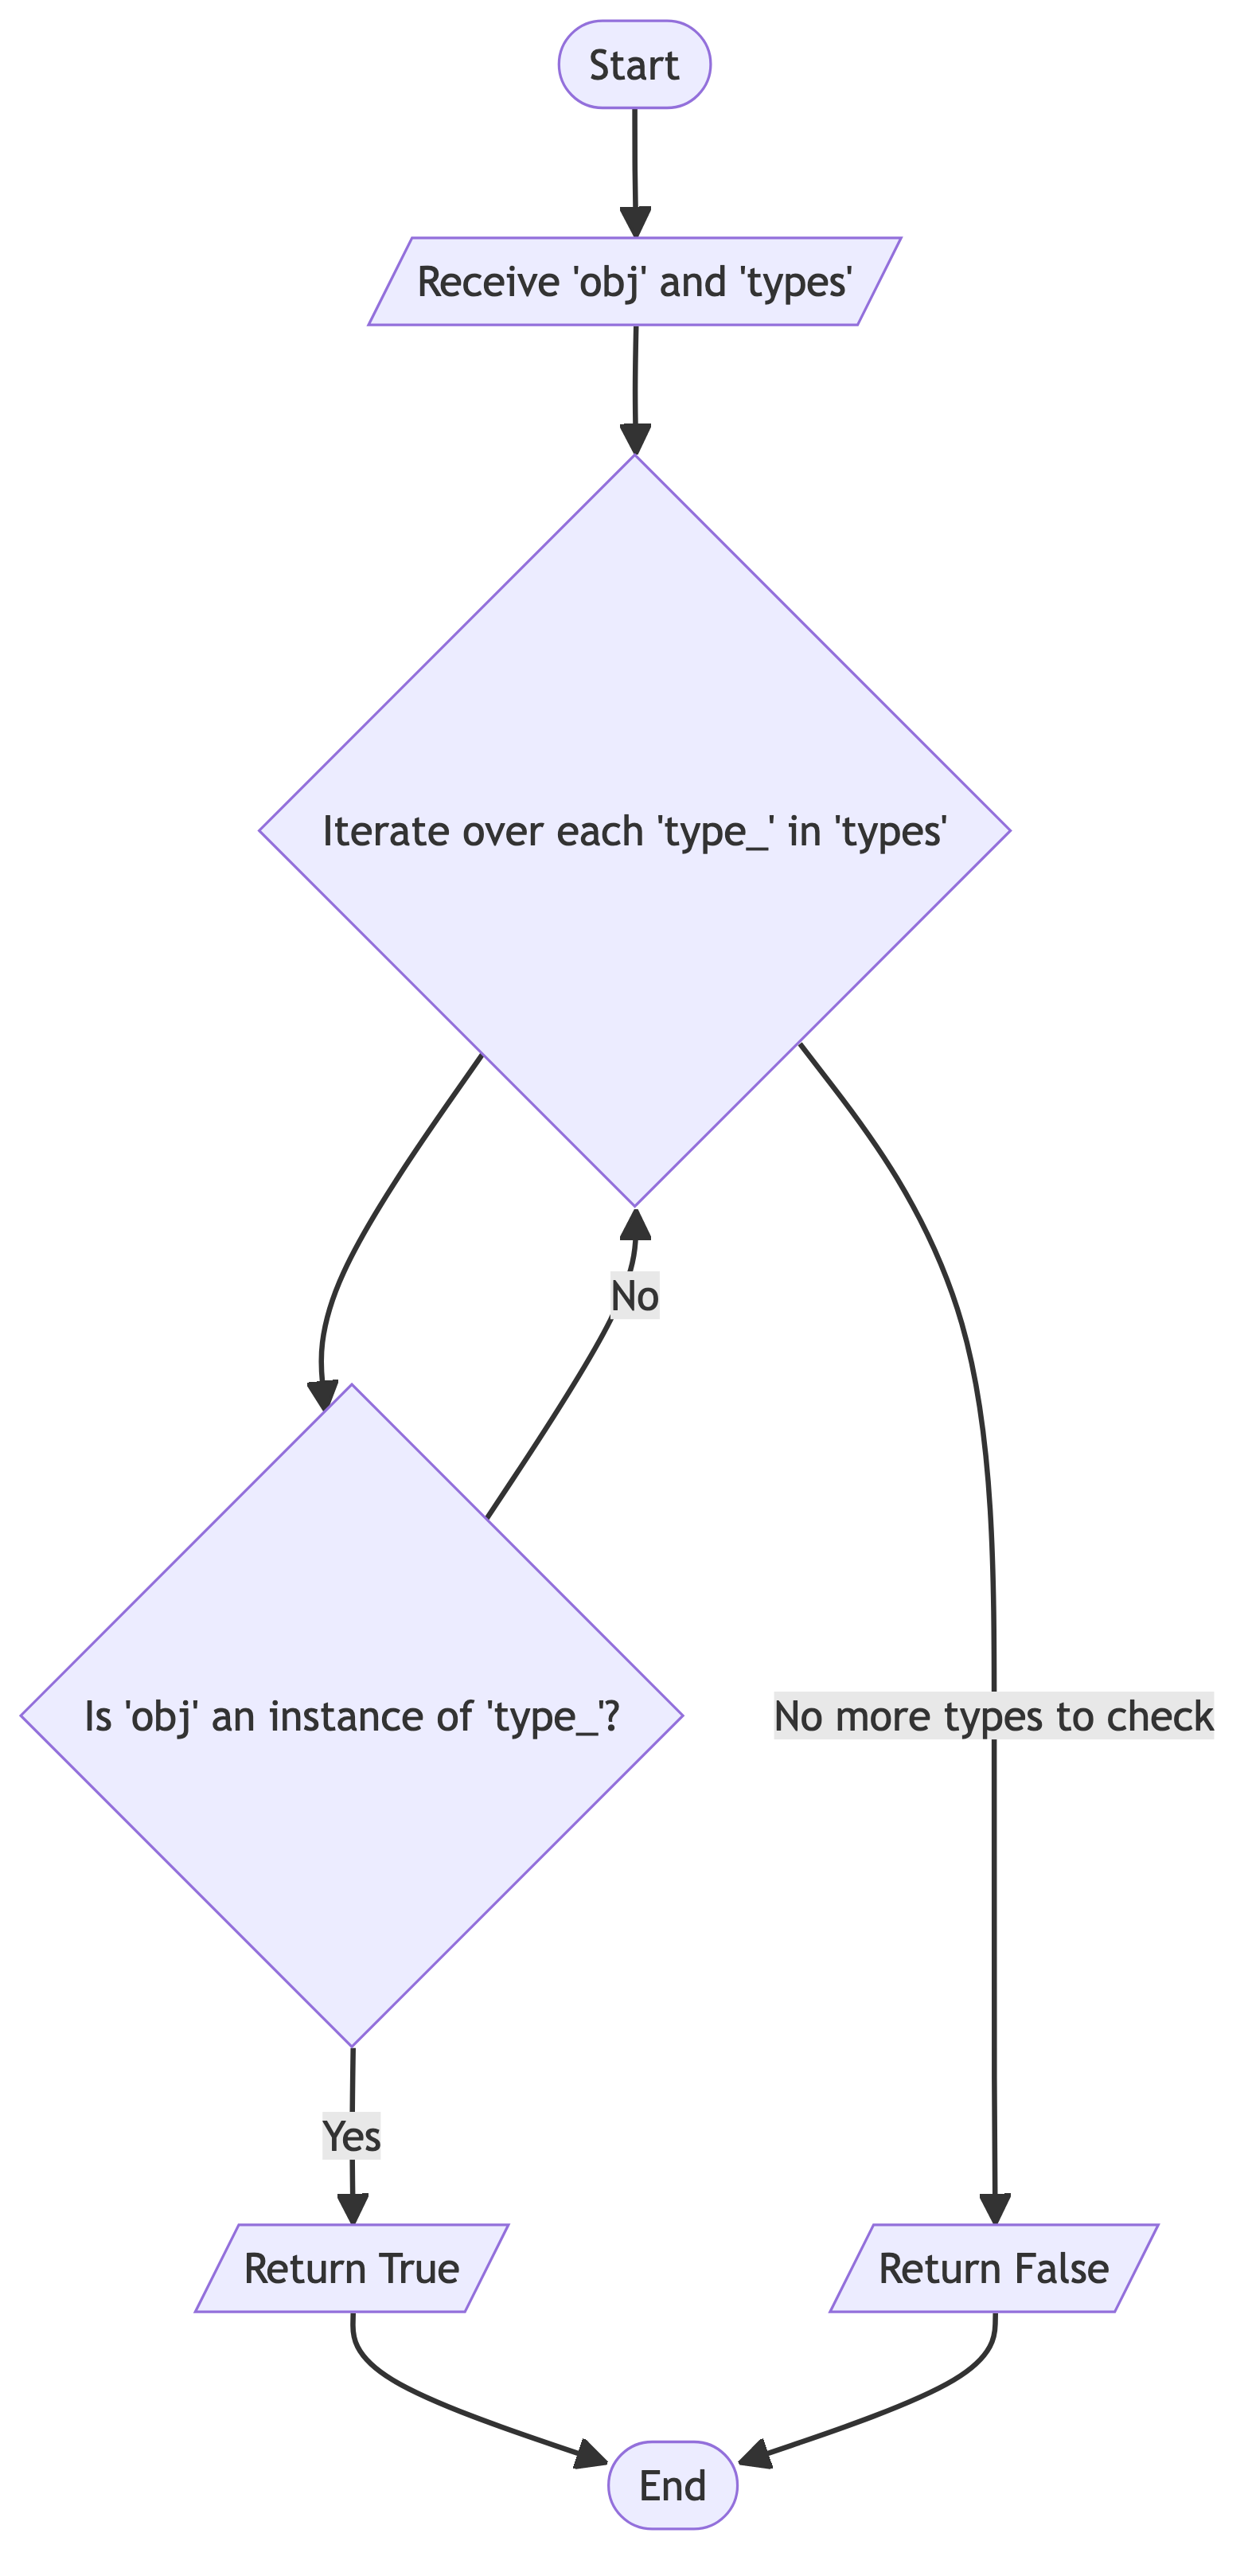 Start
Receive 'obj' and 'types'
Iterate over each 'type_' in 'types'
No
Is 'obj' an instance of 'type_'?
No more types to check
Yes
Return True
Return False
End